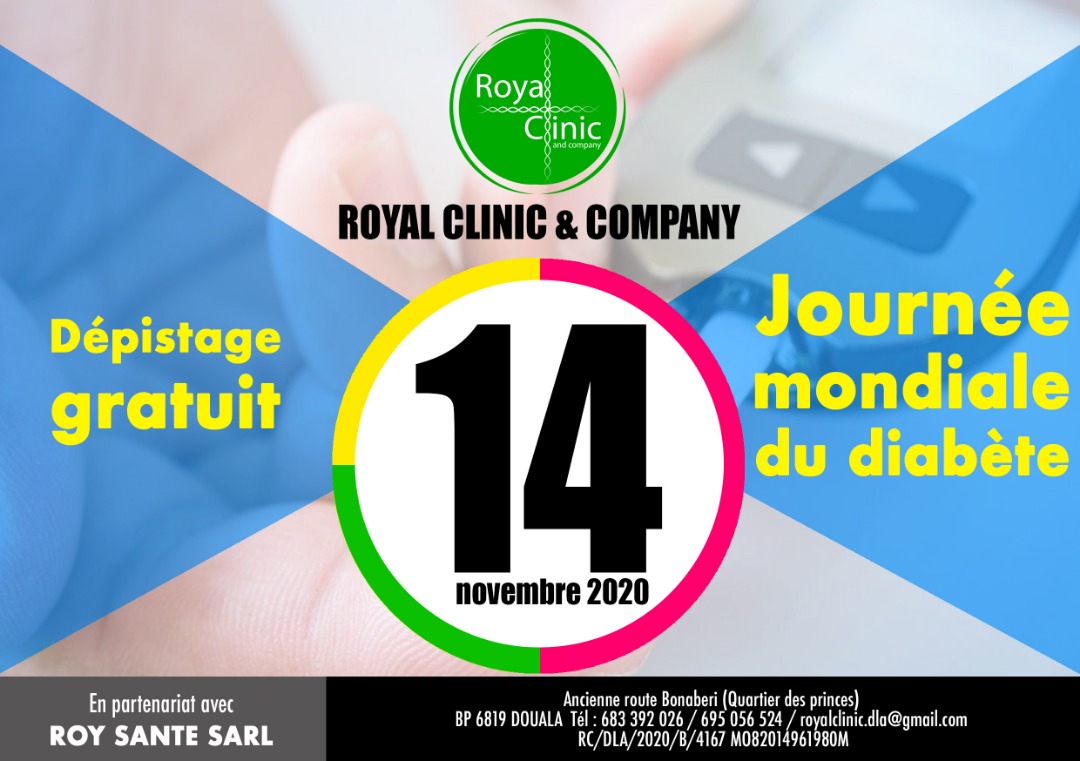 Royal
Clinic
and company
ROYAL CLINIC & COMPANY
Dépistage
gratuit
14
novembre 2020
Journée
mondiale
du diabète
En partenariat avec
ROY SANTE SARL
Ancienne route Bonaberi (Quartier des princes)
BP 6819 DOUALA Tél : 683 392 026 / 695 056 524 / royalclinic.dla@gmail.com
RC/DLA/2020/B/4167 MO82014961980M